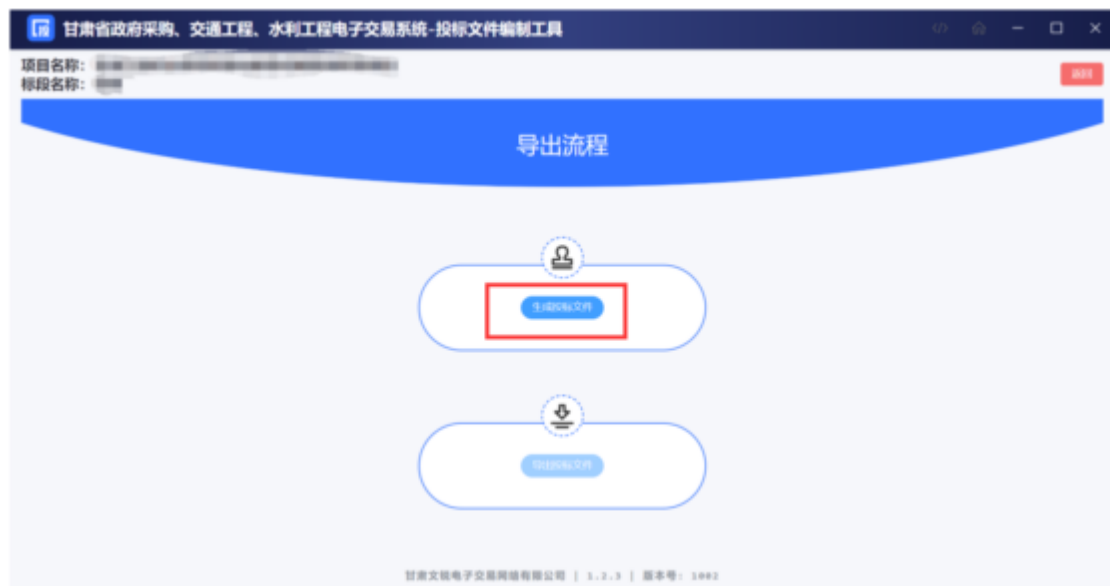 投
甘肃省政府采购、交通工程、水利工程电子交易系统-投标文件编制工具
项目名称:
标段名称:
返回
导出流程
生成投标文件
导出投标文件
甘肃文锐电子交易网络有限公司 | 1.2.3 | 版本号: 1002